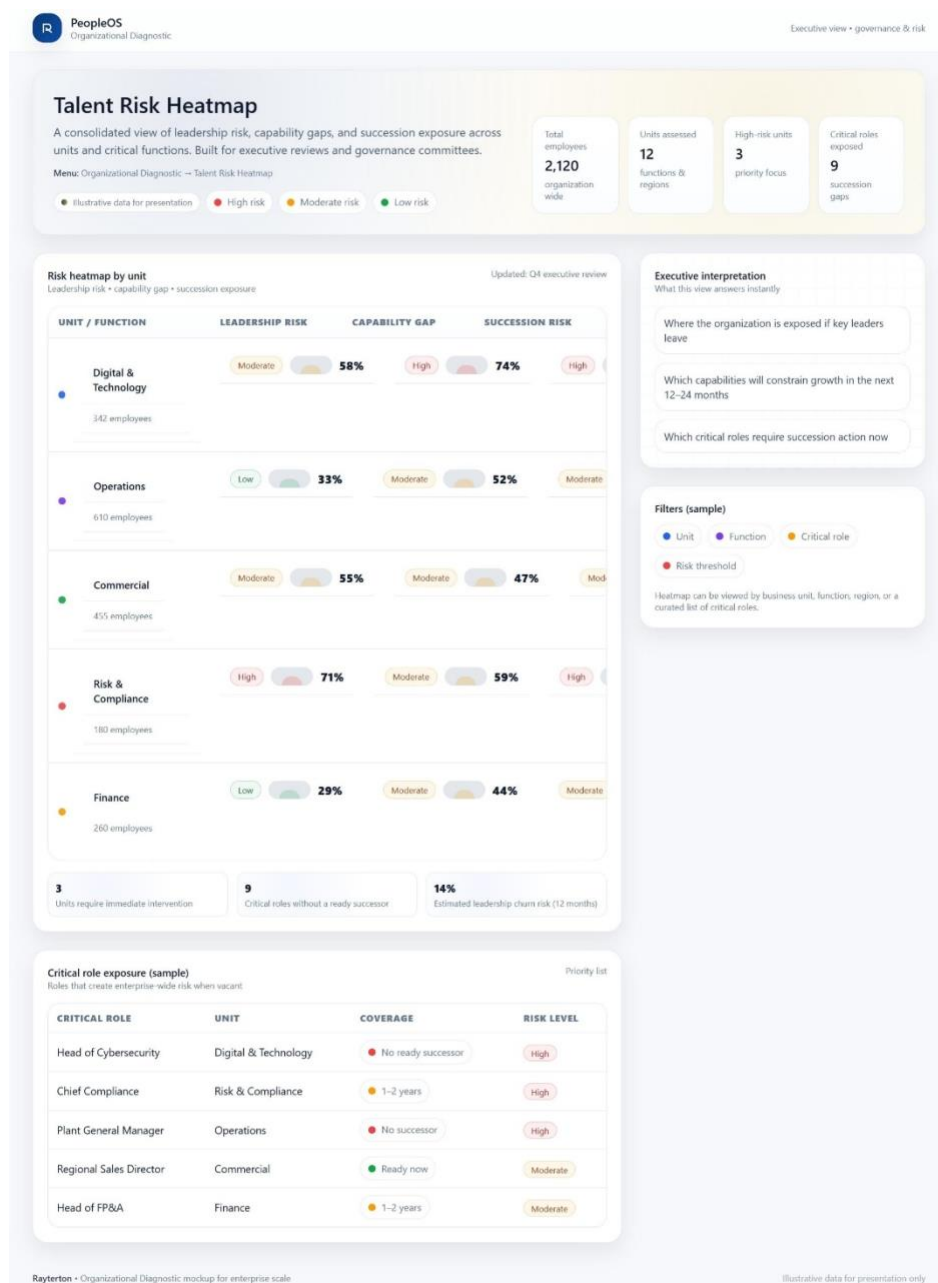 PeopleOS
Organizational Diagnostic
Executive view • governance & risk
Talent Risk Heatmap
A consolidated view of leadership risk, capability gaps, and succession exposure across
units and critical functions. Built for executive reviews and governance committees.
Menu: Organizational Diagnostic → Talent Risk Heatmap
Illustrative data for presentation
High risk
Moderate risk
Low risk
Total
employees
2,120
organization
wide
Units assessed
12
functions &
regions
High-risk units
3
priority focus
Critical roles
exposed
9
succession
gaps
Risk heatmap by unit
Leadership risk • capability gap • succession exposure
Updated: Q4 executive review
UNIT / FUNCTION LEADERSHIP RISK CAPABILITY GAP SUCCESSION RISK
Digital &
Technology
342 employees
Moderate 58% High 74% High
Operations
610 employees
Low 33% Moderate 52% Moderate
Commercial
455 employees
Moderate 55% Moderate 47% Mod
Risk &
Compliance
180 employees
High 71% Moderate 59% High
Finance
260 employees
Low 29% Moderate 44% Moderate
3
Units require immediate intervention
9
Critical roles without a ready successor
14%
Estimated leadership churn risk (12 months)
Executive interpretation
What this view answers instantly
Where the organization is exposed if key leaders
leave
Which capabilities will constrain growth in the next
12–24 months
Which critical roles require succession action now
Filters (sample)
Unit
Function
Critical role
Risk threshold
Heatmap can be viewed by business unit, function, region, or a
curated list of critical roles.
Critical role exposure (sample)
Roles that create enterprise-wide risk when vacant
Priority list
CRITICAL ROLE UNIT COVERAGE RISK LEVEL
Head of Cybersecurity Digital & Technology No ready successor High
Chief Compliance Risk & Compliance 1–2 years High
Plant General Manager Operations No successor High
Regional Sales Director Commercial Ready now Moderate
Head of FP&A Finance 1–2 years Moderate
Rayterton • Organizational Diagnostic mockup for enterprise scale
Illustrative data for presentation only